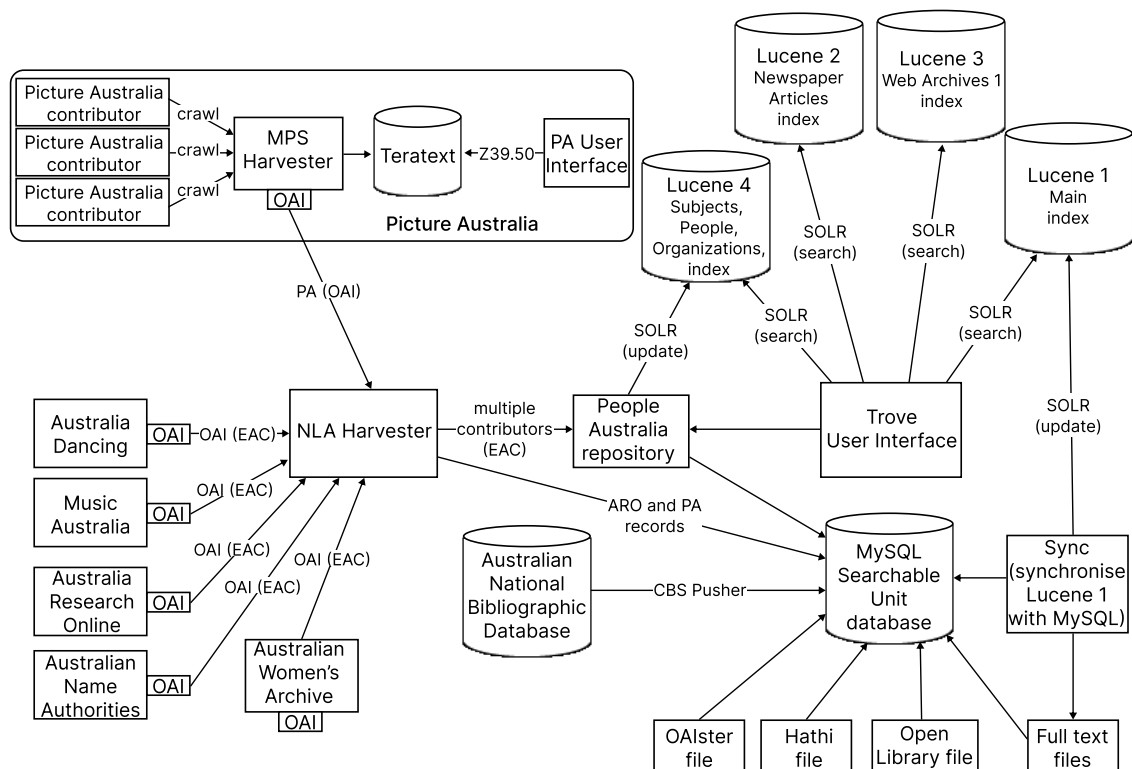 Picture Australia
contributor
crawl
Picture Australia
contributor
crawl
Picture Australia
contributor
crawl
MPS
Harvester
OAI
Teratext
Z39.50
PA User
Interface
Picture Australia
PA (OAI)
Lucene 2
Newspaper
Articles
index
Lucene 3
Web Archives 1
index
Lucene 4
Subjects,
People,
Organizations,
index
Lucene 1
Main
index
SOLR
(search)
SOLR
(search)
SOLR
(search)
SOLR
(search)
SOLR
(update)
SOLR
(update)
Australia
Dancing
OAI
OAI (EAC)
Music
Australia
OAI
OAI (EAC)
Australia
Research
Online
OAI
OAI (EAC)
Australian
Name
Authorities
OAI
OAI (EAC)
Australian
Women's
Archive
OAI
OAI (EAC)
NLA Harvester
multiple
contributors
(EAC)
People
Australia
repository
Trove
User Interface
ARO and PA
records
Australian
National
Bibliographic
Database
CBS Pusher
MySQL
Searchable
Unit
database
Sync
(synchronise
Lucene 1
with MySQL)
OAIster
file
Hathi
file
Open
Library file
Full text
files